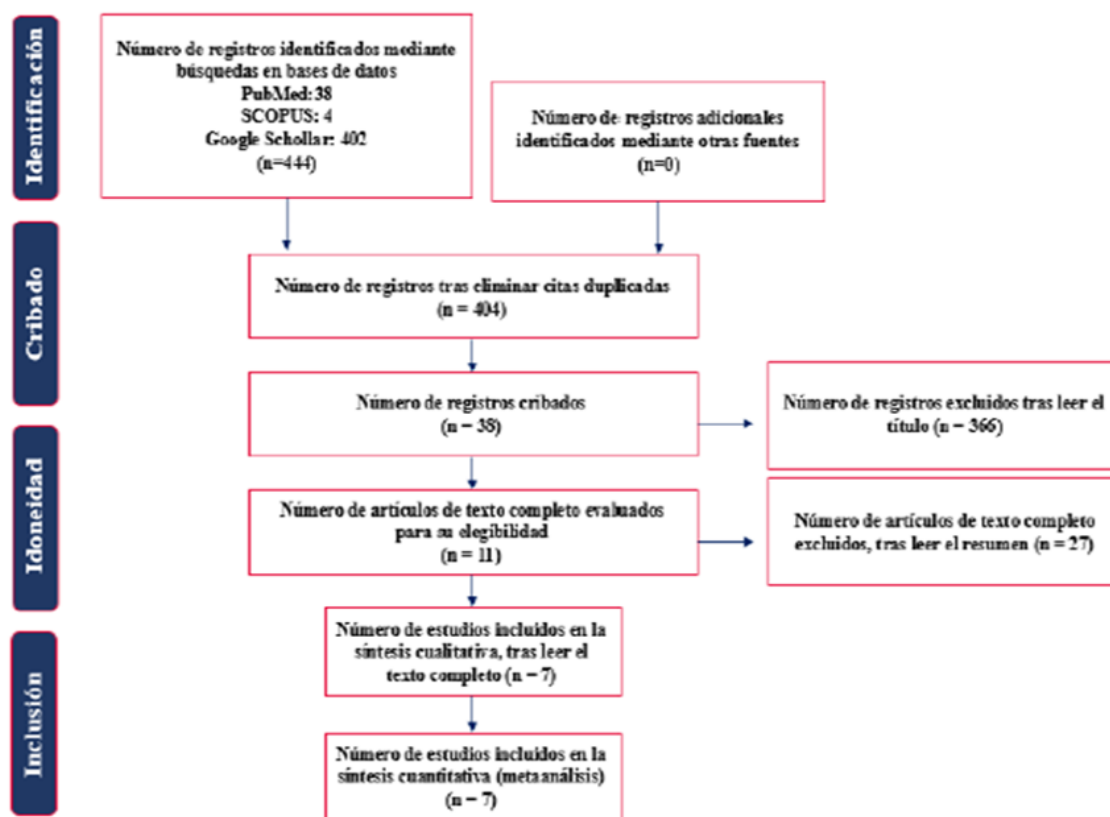 Identificación
Número de registros identificados mediante
búsquedas en bases de datos
PubMed: 38
SCOPUS: 4
Google Schollar: 402
(n=444)
Número de registros adicionales
identificados mediante otras fuentes
(n=0)
Cribado
Número de registros tras eliminar citas duplicadas
(n = 404)
Número de registros cribados
(n = 38)
Número de registros excluidos tras leer el
título (n = 366)
Idoneidad
Número de artículos de texto completo evaluados
para su elegibilidad
(n = 11)
Número de artículos de texto completo
excluidos, tras leer el resumen (n = 27)
Inclusión
Número de estudios incluidos en la
síntesis cualitativa, tras leer el
texto completo (n = 7)
Número de estudios incluidos en la
síntesis cuantitativa (metaanálisis)
(n = 7)